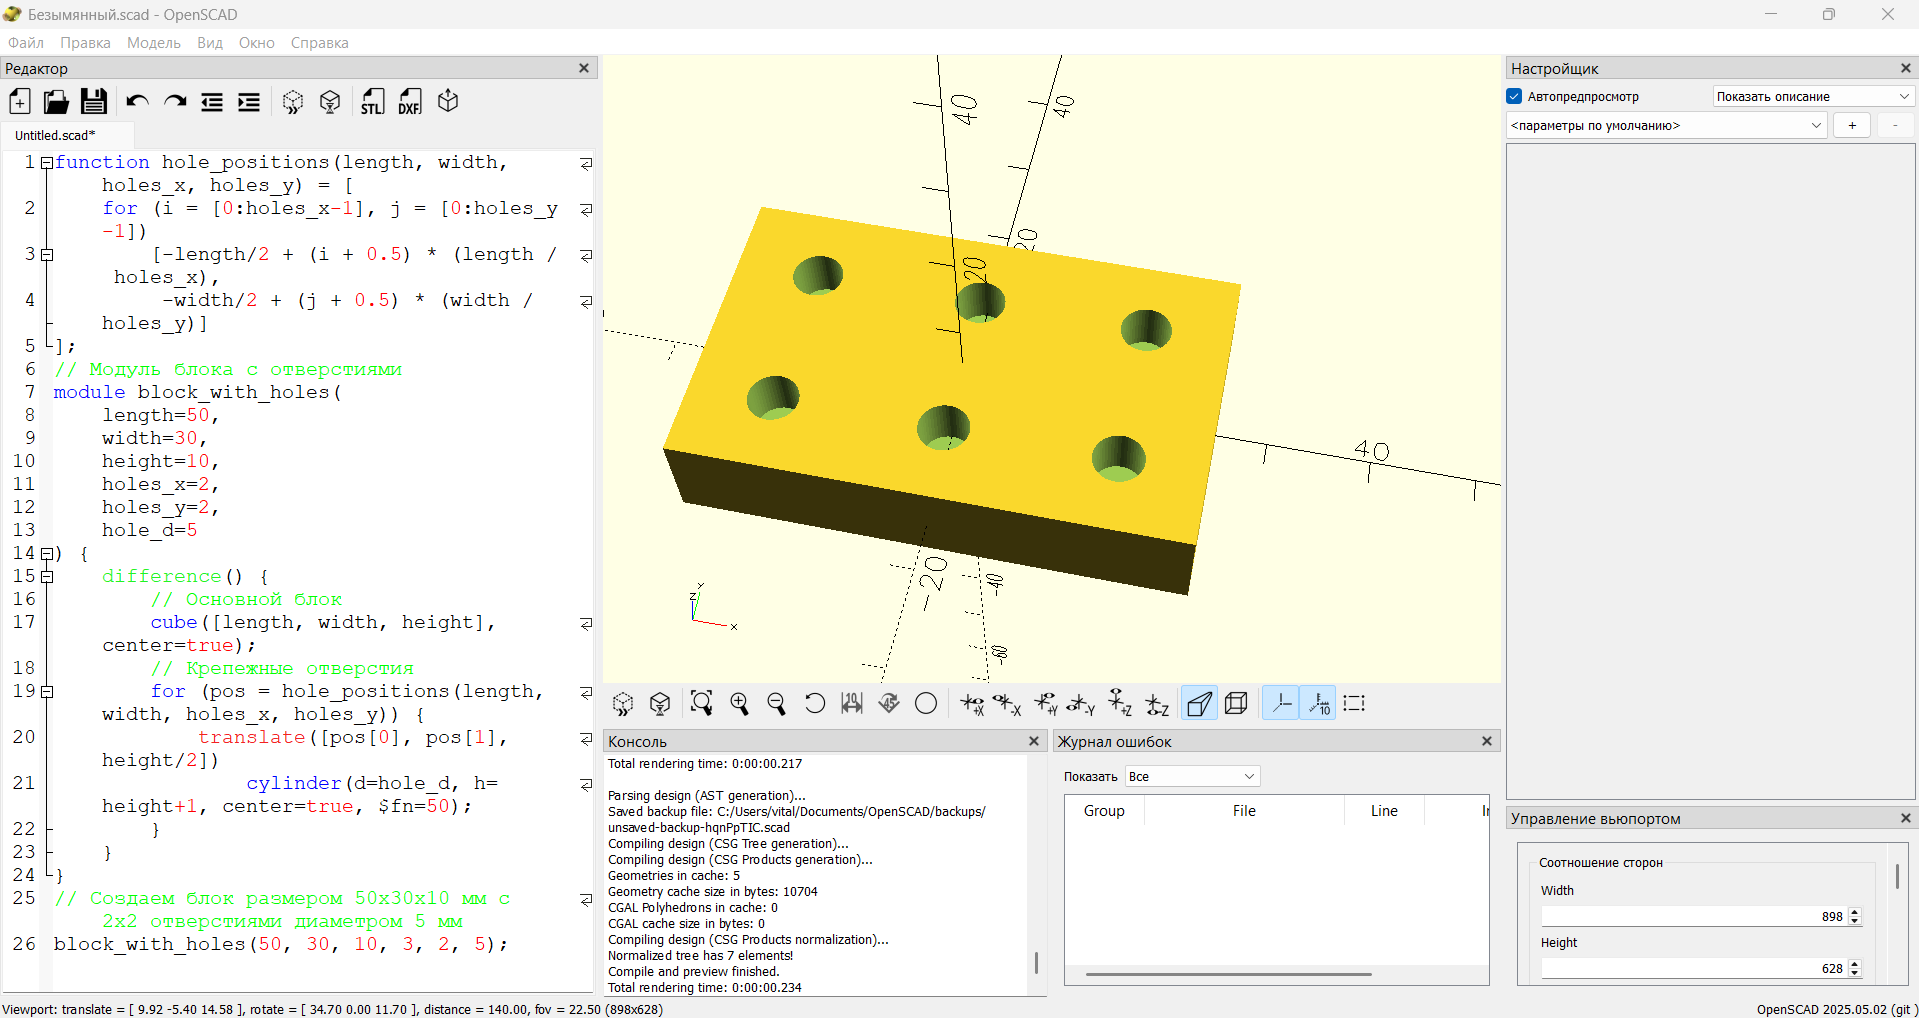 Безымянный.scad - OpenSCAD
Файл Правка Модель Вид Окно Справка
Редактор
STL DXF
Untitled.scad*
1 function hole_positions(length, width,
holes_x, holes_y) = [
2 for (i = [0:holes_x-1], j = [0:holes_y
-1])
3 [-length/2 + (i + 0.5) * (length /
holes_x),
4 -width/2 + (j + 0.5) * (width /
holes_y)]
5 ];
6 // Модуль блока с отверстиями
7 module block_with_holes(
8 length=50,
9 width=30,
10 height=10,
11 holes_x=2,
12 holes_y=2,
13 hole_d=5
14 ) {
15 difference() {
16 // Основной блок
17 cube([length, width, height],
center=true);
18 // Крепежные отверстия
19 for (pos = hole_positions(length,
width, holes_x, holes_y)) {
20 translate([pos[0], pos[1],
height/2])
21 cylinder(d=hole_d, h=
height+1, center=true, $fn=50);
22 }
23 }
24 }
25 // Создаем блок размером 50x30x10 мм с
2x2 отверстиями диаметром 5 мм
26 block_with_holes(50, 30, 10, 3, 2, 5);
40
40
20
20
40
-20
-40
-60
Y
Z
X
10 45 +X -X +Y -Y +Z -Z 10
Консоль
Total rendering time: 0:00:00.217
Parsing design (AST generation)...
Saved backup file: C:/Users/vital/Documents/OpenSCAD/backups/
unsaved-backup-hqnPpTIC.scad
Compiling design (CSG Tree generation)...
Compiling design (CSG Products generation)...
Geometries in cache: 5
Geometry cache size in bytes: 10704
CGAL Polyhedrons in cache: 0
CGAL cache size in bytes: 0
Compiling design (CSG Products normalization)...
Normalized tree has 7 elements!
Compile and preview finished.
Total rendering time: 0:00:00.234
Журнал ошибок
Показать Все
Group File Line
Настройщик
Автопредпросмотр Показать описание
<параметры по умолчанию> + -
Управление вьюпортом
Соотношение сторон
Width
898
Height
628
Viewport: translate = [ 9.92 -5.40 14.58 ], rotate = [ 34.70 0.00 11.70 ], distance = 140.00, fov = 22.50 (898x628)
OpenSCAD 2025.05.02 (git )